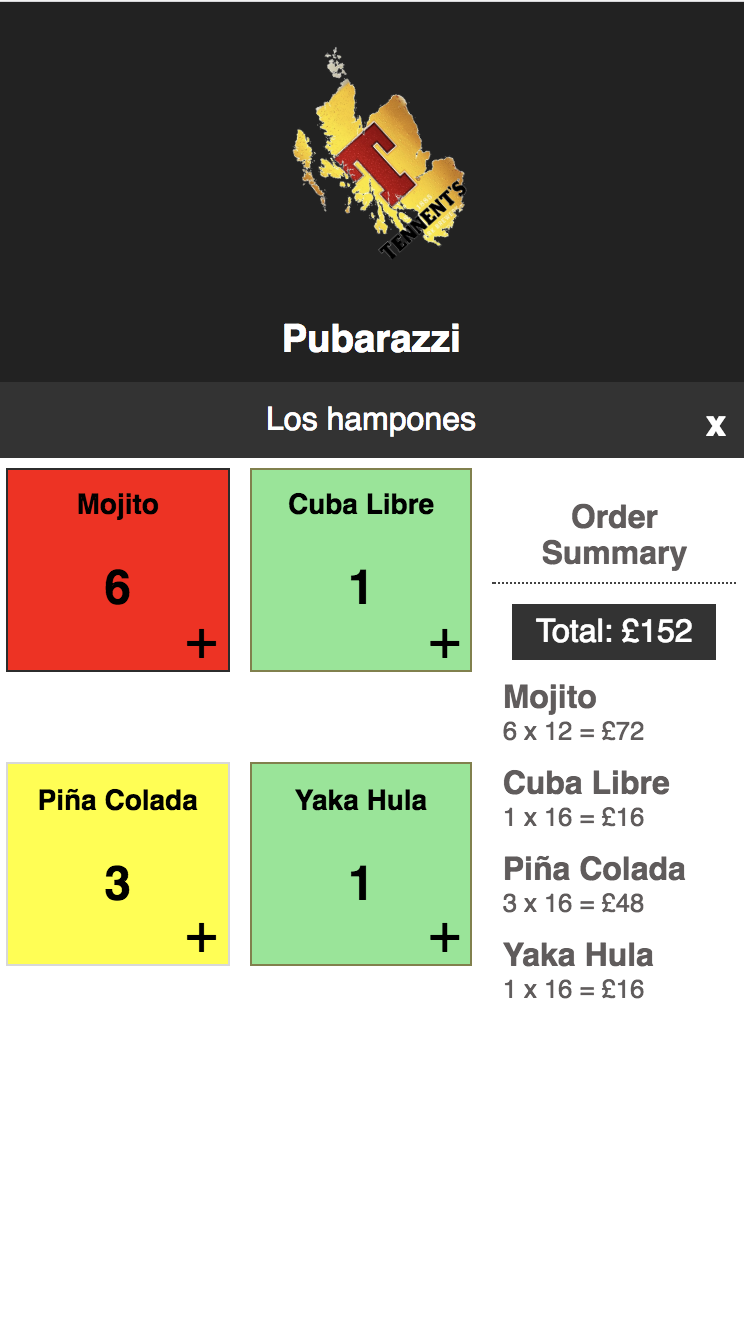 T
TENNENT'S
Pubarazzi
Los hampones
x
Mojito
6
+
Cuba Libre
1
+
Piña Colada
3
+
Yaka Hula
1
+
Order
Summary
Total: £152
Mojito
6 x 12 = £72
Cuba Libre
1 x 16 = £16
Piña Colada
3 x 16 = £48
Yaka Hula
1 x 16 = £16